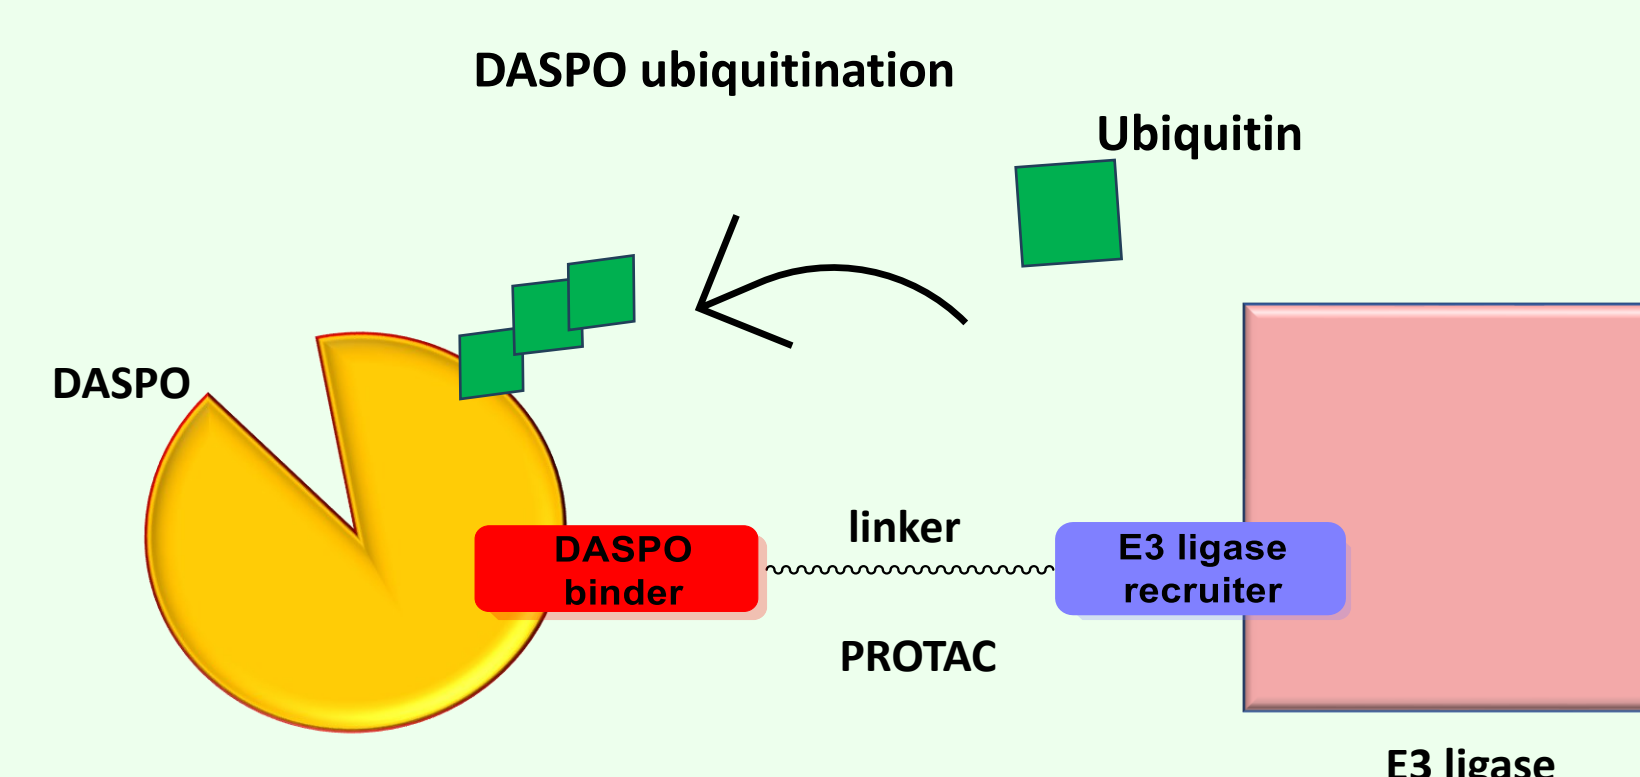 DASPO ubiquitination
Ubiquitin
DASPO
linker
DASPO
binder
E3 ligase
recruiter
PROTAC
E3 ligase